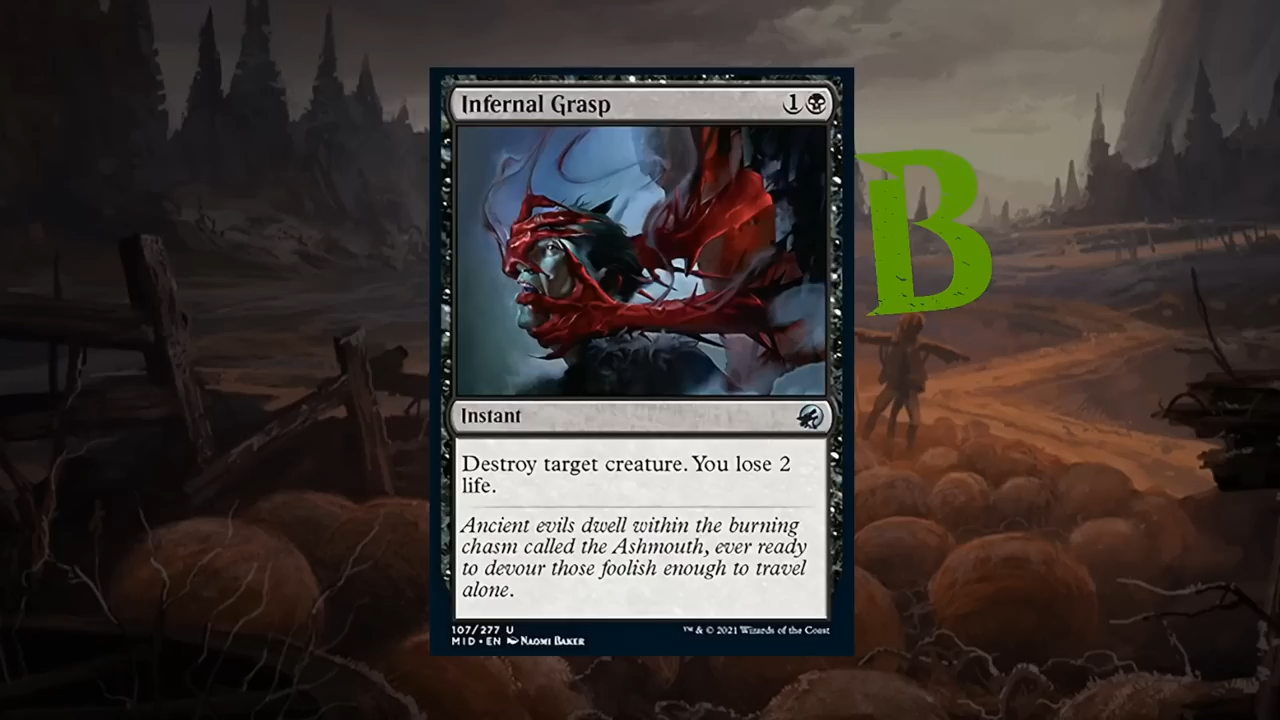 Infernal Grasp 1
B
Instant
Destroy target creature. You lose 2
life.
Ancient evils dwell within the burning
chasm called the Ashmouth, ever ready
to devour those foolish enough to travel
alone.
107/277 U
MID • EN Naomi Baker
™ & © 2021 Wizards of the Coast